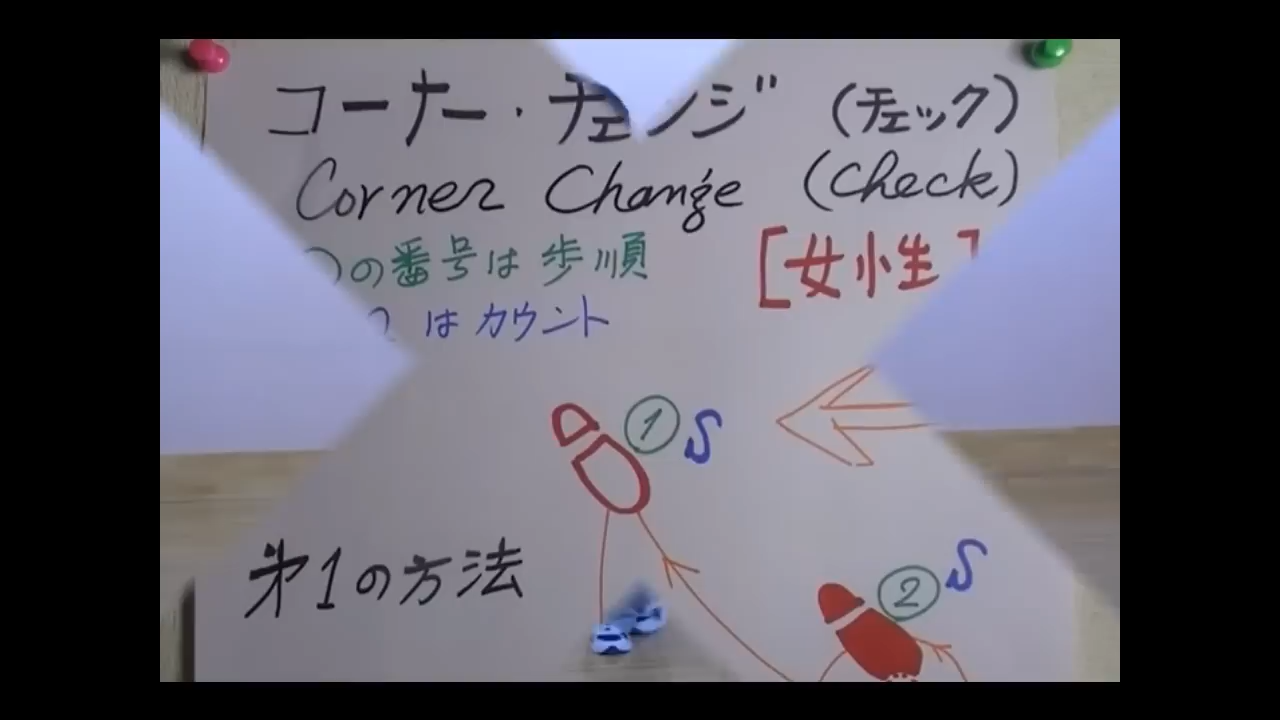 コーナー・チェンジ (チェック)
Corner Change (Check)
の番号は 歩順
[女性]
は カウント
① S
第1の方法
② S